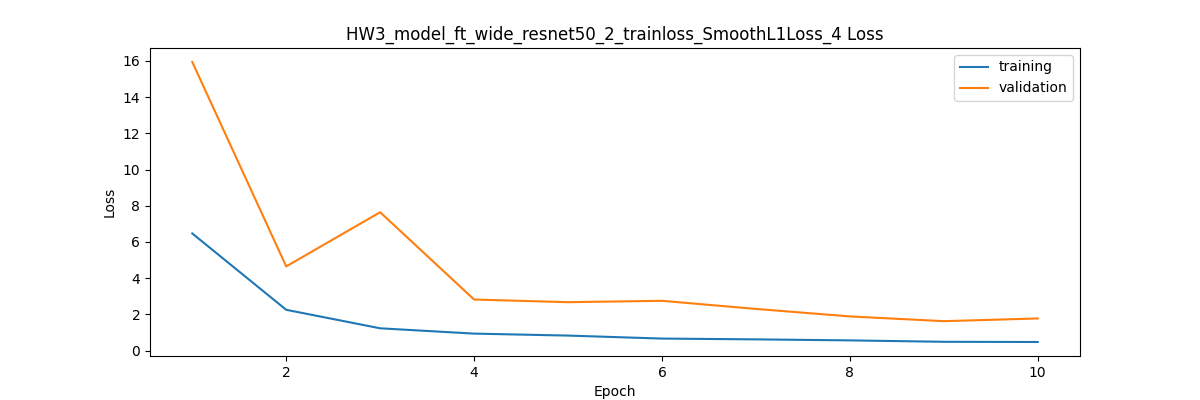 HW3_model_ft_wide_resnet50_2_trainloss_SmoothL1Loss_4 Loss
training
validation
16
14
12
10
8
6
4
2
0
Loss
2
4
6
8
10
Epoch